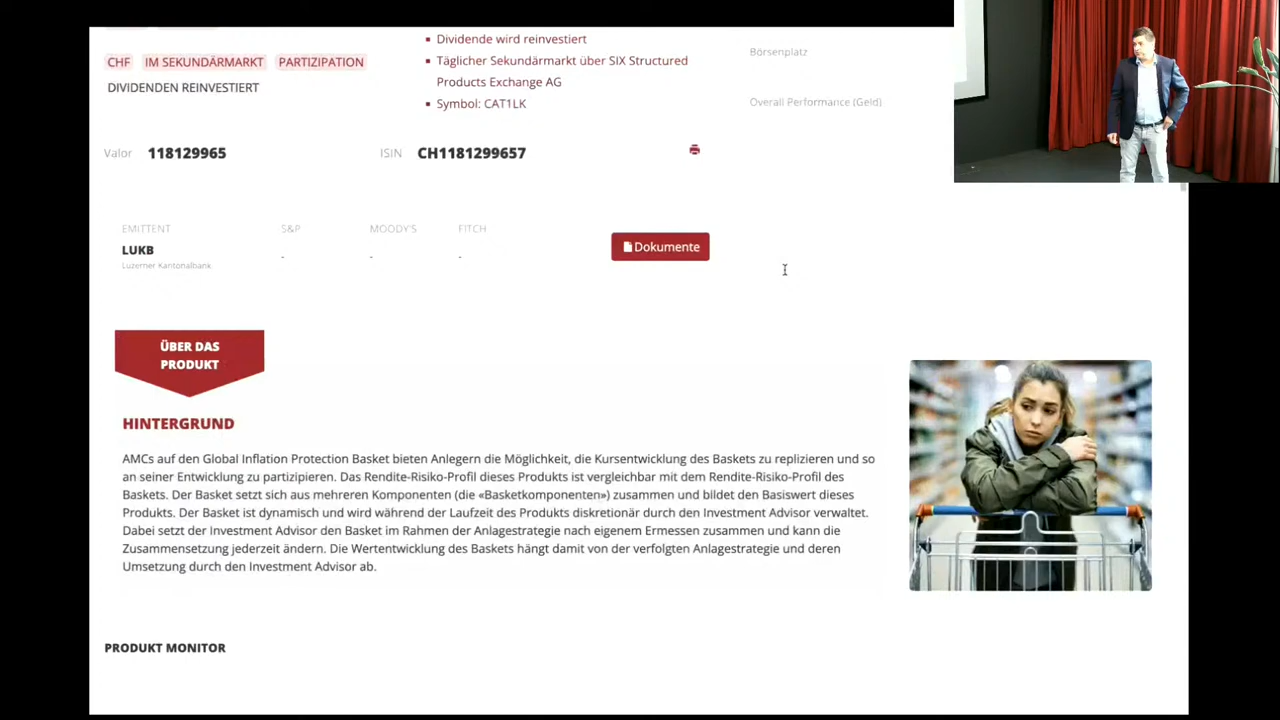 CHF IM SEKUNDÄRMARKT PARTIZIPATION
DIVIDENDEN REINVESTIERT
Dividende wird reinvestiert
Täglicher Sekundärmarkt über SIX Structured
Products Exchange AG
Symbol: CAT1LK
Börsenplatz
Overall Performance (Geld)
Valor 118129965
ISIN CH1181299657
EMITTENT
LUKB
Luzerner Kantonalbank
S&P
-
MOODY'S
-
FITCH
-
Dokumente
ÜBER DAS
PRODUKT
HINTERGRUND
AMCs auf den Global Inflation Protection Basket bieten Anlegern die Möglichkeit, die Kursentwicklung des Baskets zu replizieren und so
an seiner Entwicklung zu partizipieren. Das Rendite-Risiko-Profil dieses Produkts ist vergleichbar mit dem Rendite-Risiko-Profil des
Baskets. Der Basket setzt sich aus mehreren Komponenten (die «Basketkomponenten») zusammen und bildet den Basiswert dieses
Produkts. Der Basket ist dynamisch und wird während der Laufzeit des Produkts diskretionär durch den Investment Advisor verwaltet.
Dabei setzt der Investment Advisor den Basket im Rahmen der Anlagestrategie nach eigenem Ermessen zusammen und kann die
Zusammensetzung jederzeit ändern. Die Wertentwicklung des Baskets hängt damit von der verfolgten Anlagestrategie und deren
Umsetzung durch den Investment Advisor ab.
PRODUKT MONITOR